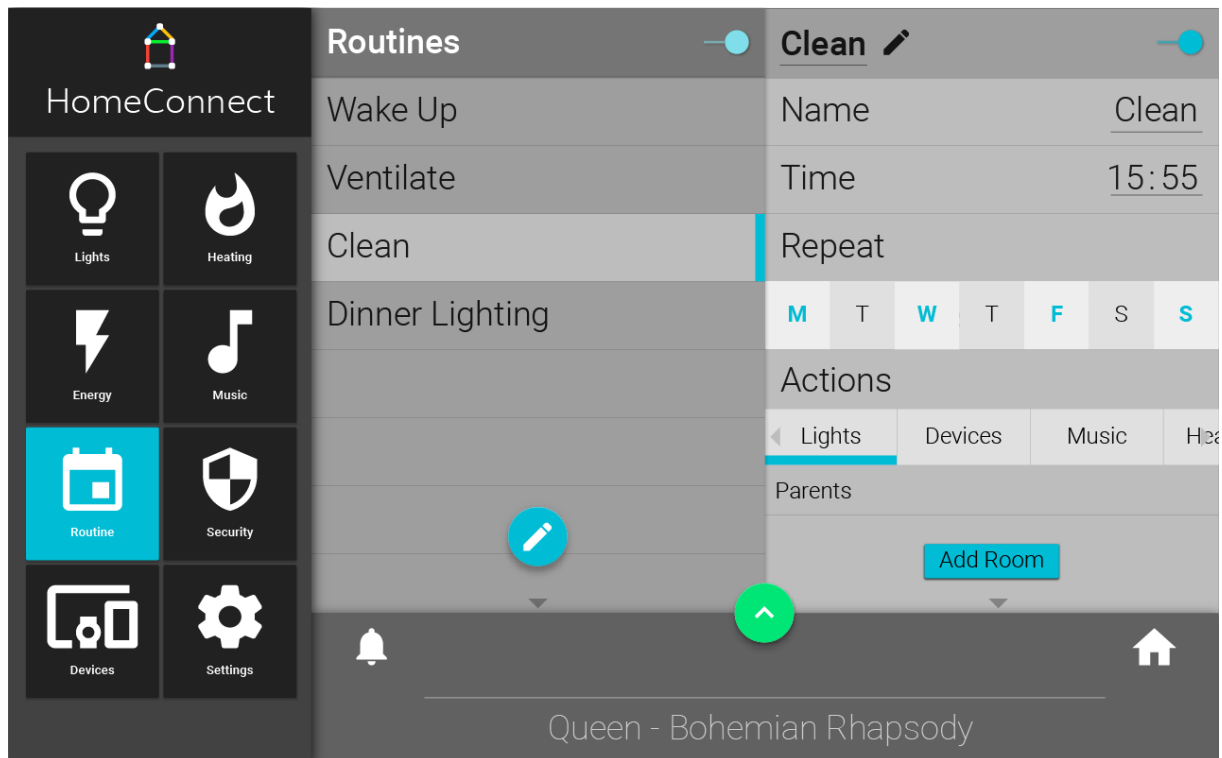 HomeConnect
Lights
Heating
Energy
Music
Routine
Security
Devices
Settings
Routines
Wake Up
Ventilate
Clean
Dinner Lighting
Clean
Name Clean
Time 15:55
Repeat
M T W T F S S
Actions
Lights Devices Music
Parents
Add Room
Queen - Bohemian Rhapsody